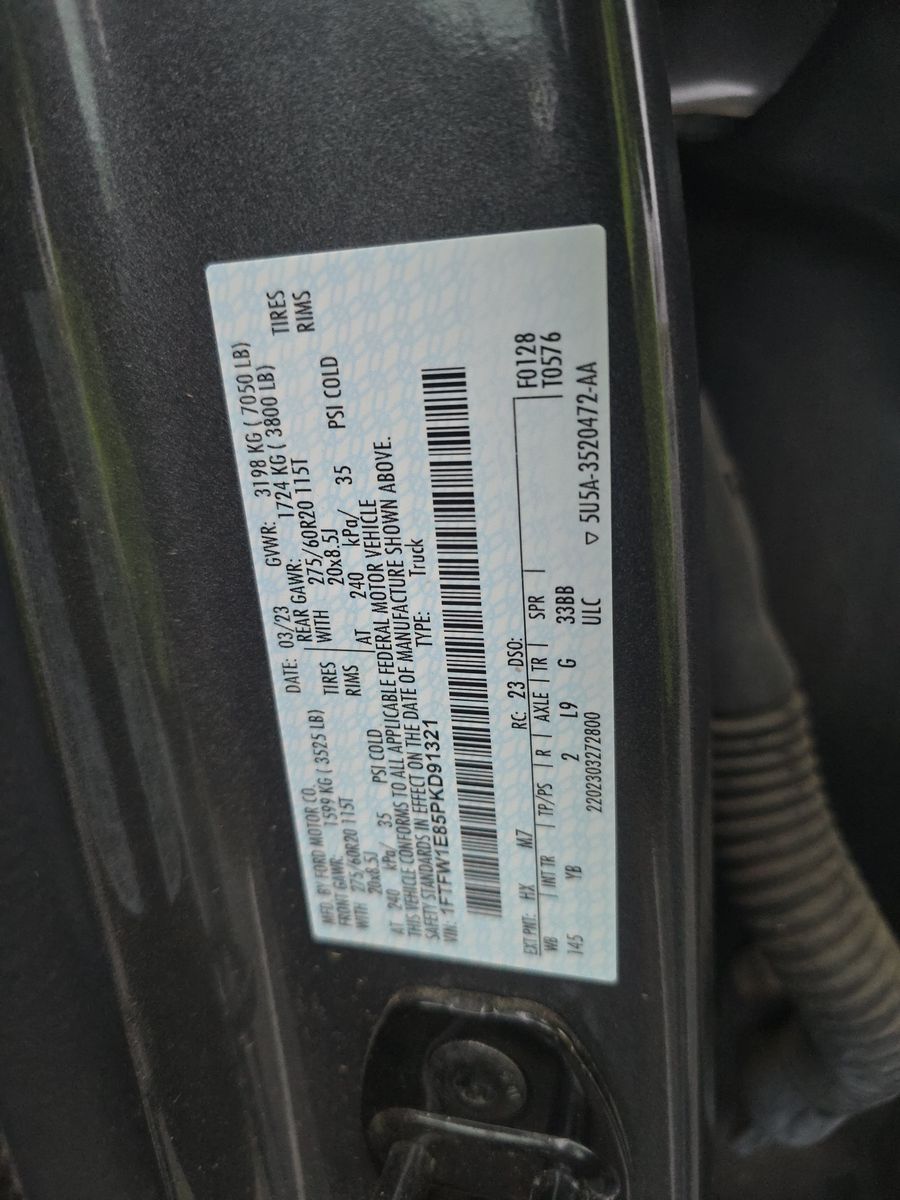 MFD. BY FORD MOTOR CO. DATE: 03/23 GVWR: 3198 KG ( 7050 LB)
FRONT GAWR: 1599 KG ( 3525 LB) REAR GAWR: 1724 KG ( 3800 LB)
WITH 275/60R20 115T TIRES WITH 275/60R20 115T TIRES
20x8.5J RIMS 20x8.5J RIMS
AT 240 kPa/ 35 PSI COLD AT 240 kPa/ 35 PSI COLD
THIS VEHICLE CONFORMS TO ALL APPLICABLE FEDERAL MOTOR VEHICLE
SAFETY STANDARDS IN EFFECT ON THE DATE OF MANUFACTURE SHOWN ABOVE.
VIN: 1FTFW1E85PKD91321 TYPE: Truck
EXT PNT: HX MZ RC: 23 DSO: F0128
WB INT TR TP/PS R AXLE TR SPR T0576
145 YB 2 L9 G 33BB
2202303272800 ULC ▽ 5U5A-3520472-AA